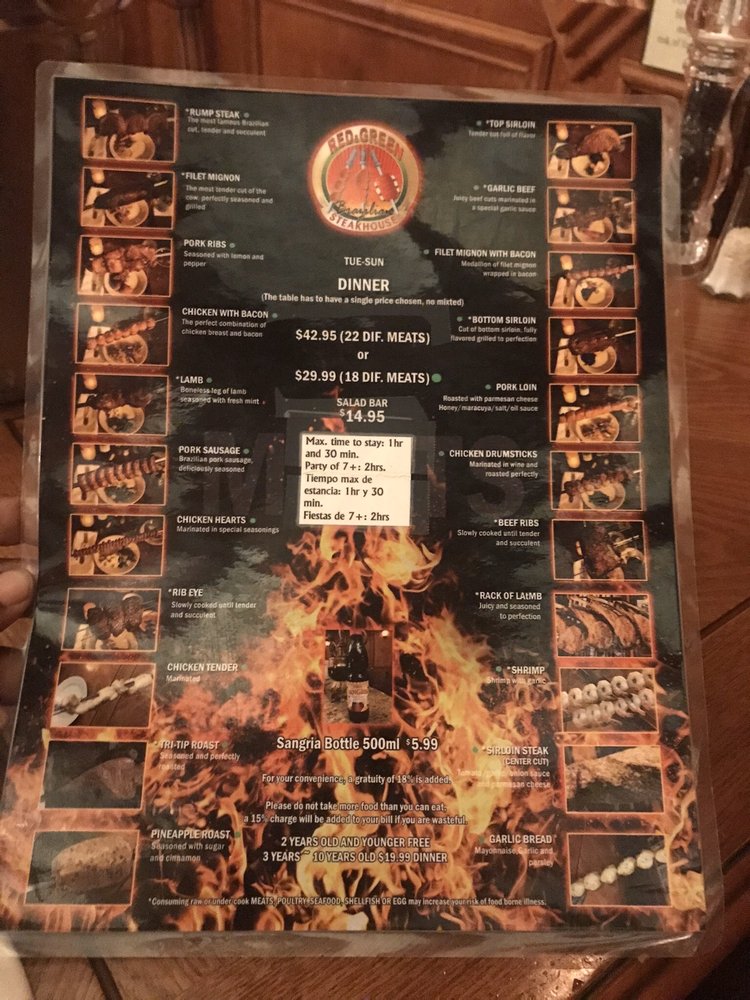 *RUMP STEAK
The most famous Brazilian
cut, tender and succulent
*FILET MIGNON
The most tender cut of the
cow, perfectly seasoned and
grilled
PORK RIBS
Seasoned with lemon and
pepper
CHICKEN WITH BACON
The perfect combination of
chicken breast and bacon
*LAMB
Boneless leg of lamb
seasoned with fresh mint
PORK SAUSAGE
Brazilian pork sausage,
deliciously seasoned
CHICKEN HEARTS
Marinated in special seasonings
*RIB EYE
Slowly cooked until tender
and succulent
CHICKEN TENDER
Marinated
*TRI-TIP ROAST
Seasoned and perfectly
roasted
PINEAPPLE ROAST
Seasoned with sugar
and cinnamon
RED & GREEN
Brazilian
STEAKHOUSE
TUE-SUN
DINNER
(The table has to have a single price chosen, no mixted)
$42.95 (22 DIF. MEATS)
or
$29.99 (18 DIF. MEATS)
SALAD BAR
$14.95
Max. time to stay: 1hr
and 30 min.
Party of 7+: 2hrs.
Tiempo max de
estancia: 1hr y 30
min.
Fiestas de 7+: 2hrs
Sangria Bottle 500ml $5.99
For your convenience, a gratuity of 18% is added.
Please do not take more food than you can eat;
a 15% charge will be added to your bill if you are wasteful.
2 YEARS OLD AND YOUNGER FREE
3 YEARS ~ 10 YEARS OLD $19.99 DINNER
*TOP SIRLOIN
Tender cut full of flavor
*GARLIC BEEF
Juicy beef cuts marinated in
a special garlic sauce
FILET MIGNON WITH BACON
Medallion of filet mignon
wrapped in bacon
*BOTTOM SIRLOIN
Cut of bottom sirloin, fully
flavored grilled to perfection
PORK LOIN
Roasted with parmesan cheese
Honey/maracuya/salt/oil sauce
CHICKEN DRUMSTICKS
Marinated in wine and
roasted perfectly
*BEEF RIBS
Slowly cooked until tender
and succulent
*RACK OF LAtMB
Juicy and seasoned
to perfection
*SHRIMP
Shrimp with garlic
*SIRLOIN STEAK
(CENTER CUT)
Tomato/garlic/onion sauce
and parmesan cheese
GARLIC BREAD
Mayonnaise, Garlic and
parsley
*Consuming raw or under cook MEATS, POULTRY, SEAFOOD, SHELLFISH OR EGG may increase your risk of food borne illness.